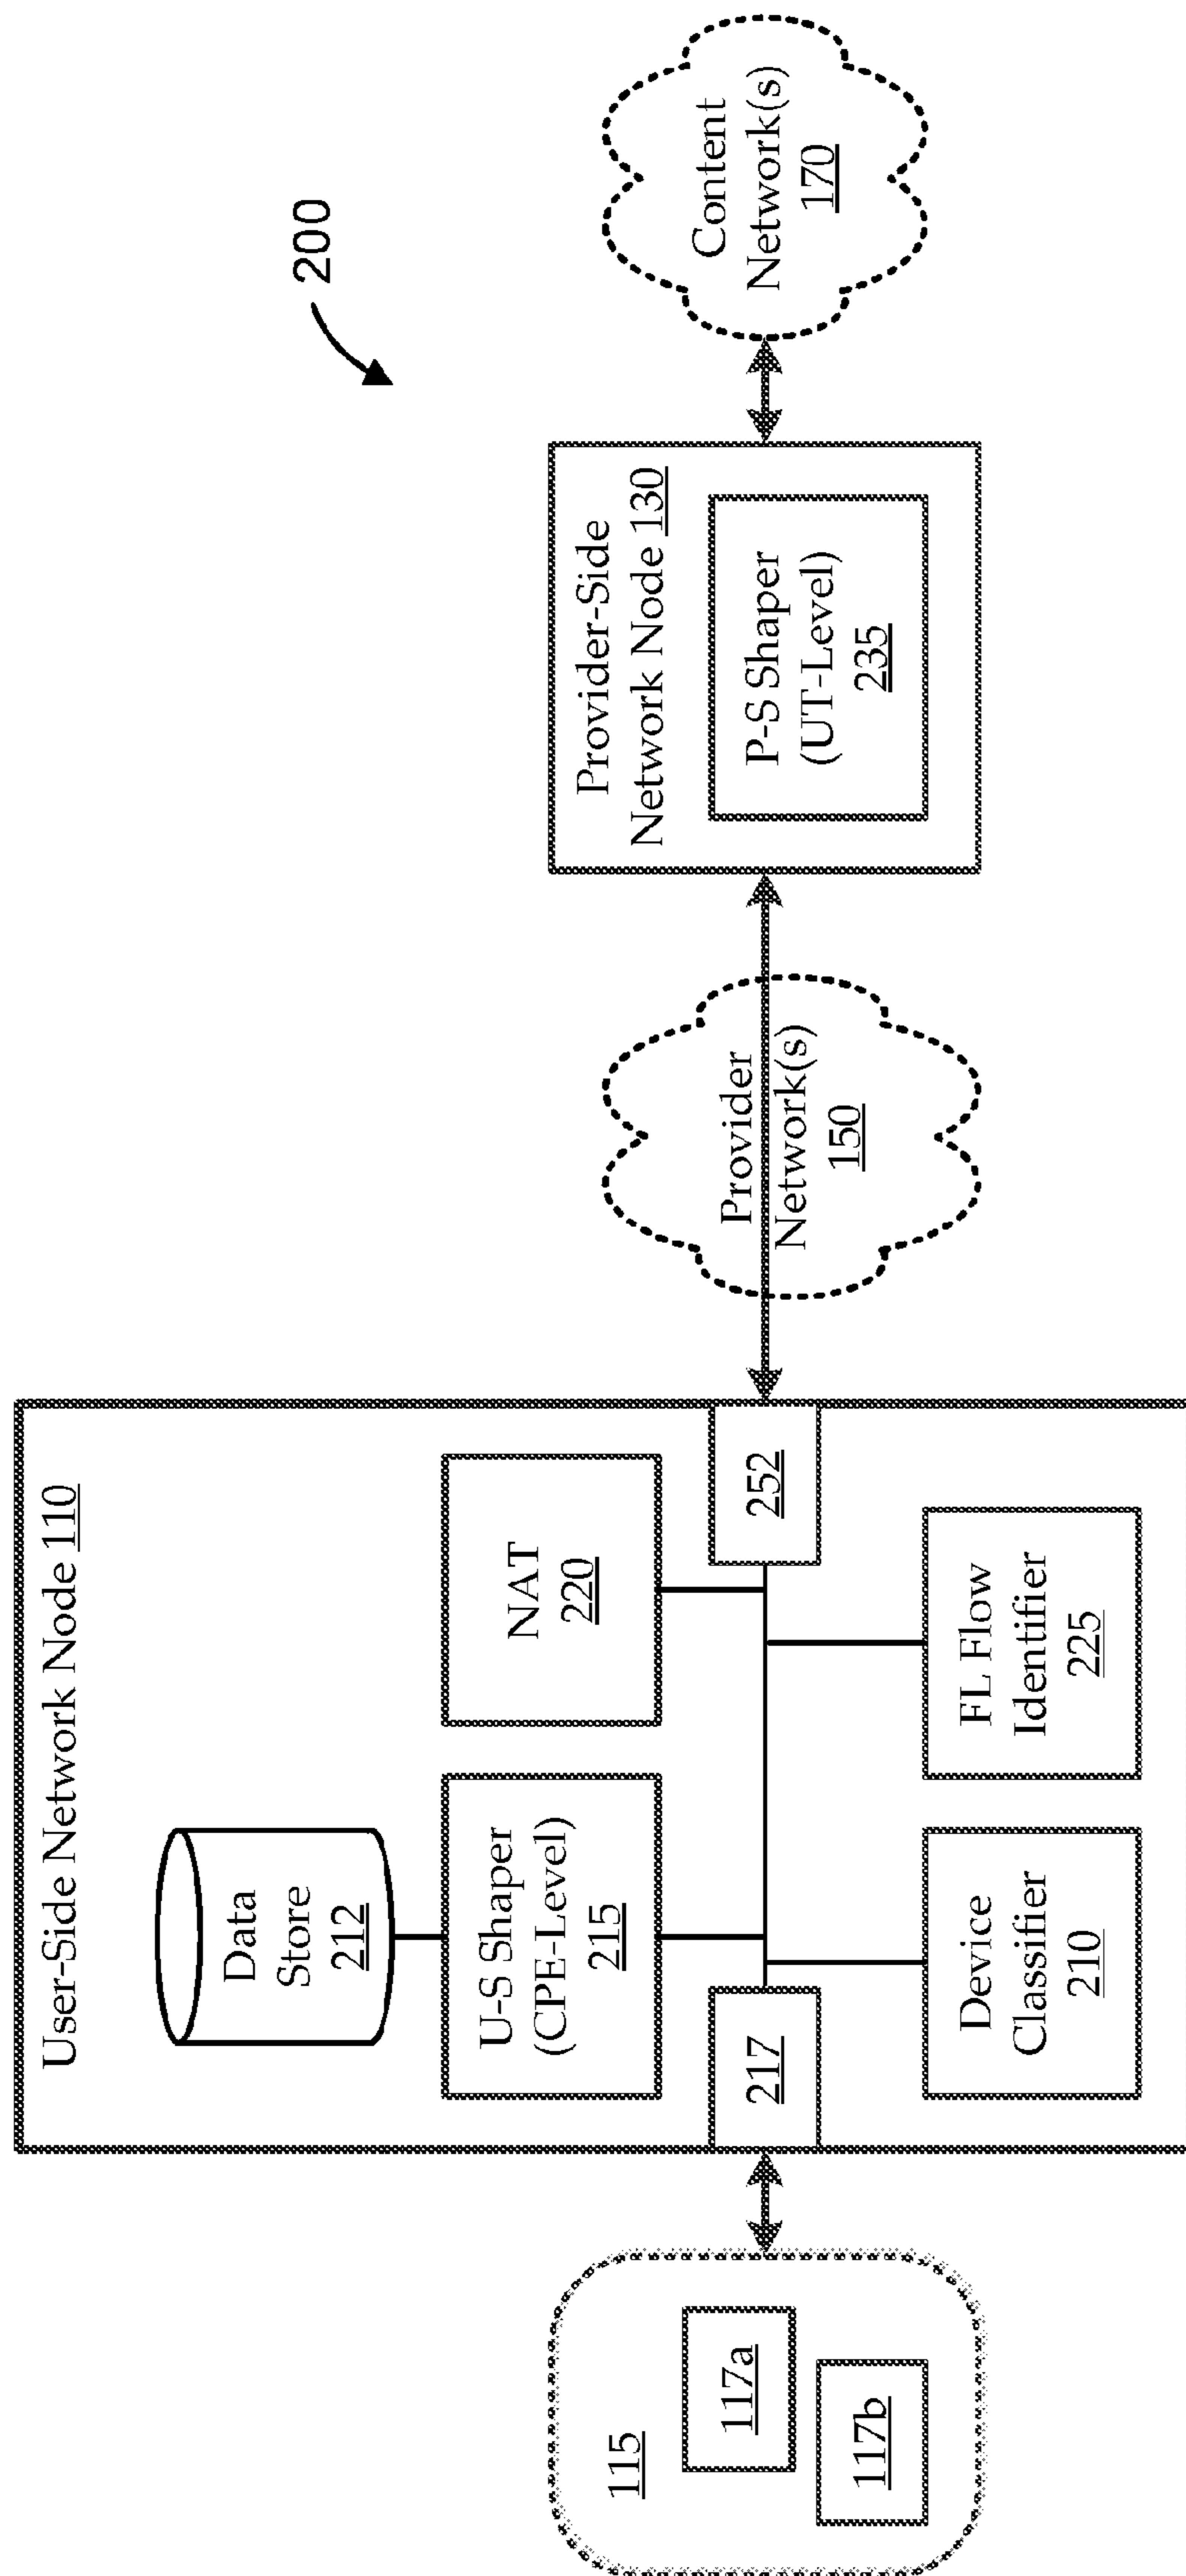 200
User-Side Network Node 110
Data
Store
212
U-S Shaper
(CPE-Level)
215
NAT
220
217
252
Device
Classifier
210
FL Flow
Identifier
225
115
117a
117b
Provider
Network(s)
150
Provider-Side
Network Node 130
P-S Shaper
(UT-Level)
235
Content
Network(s)
170